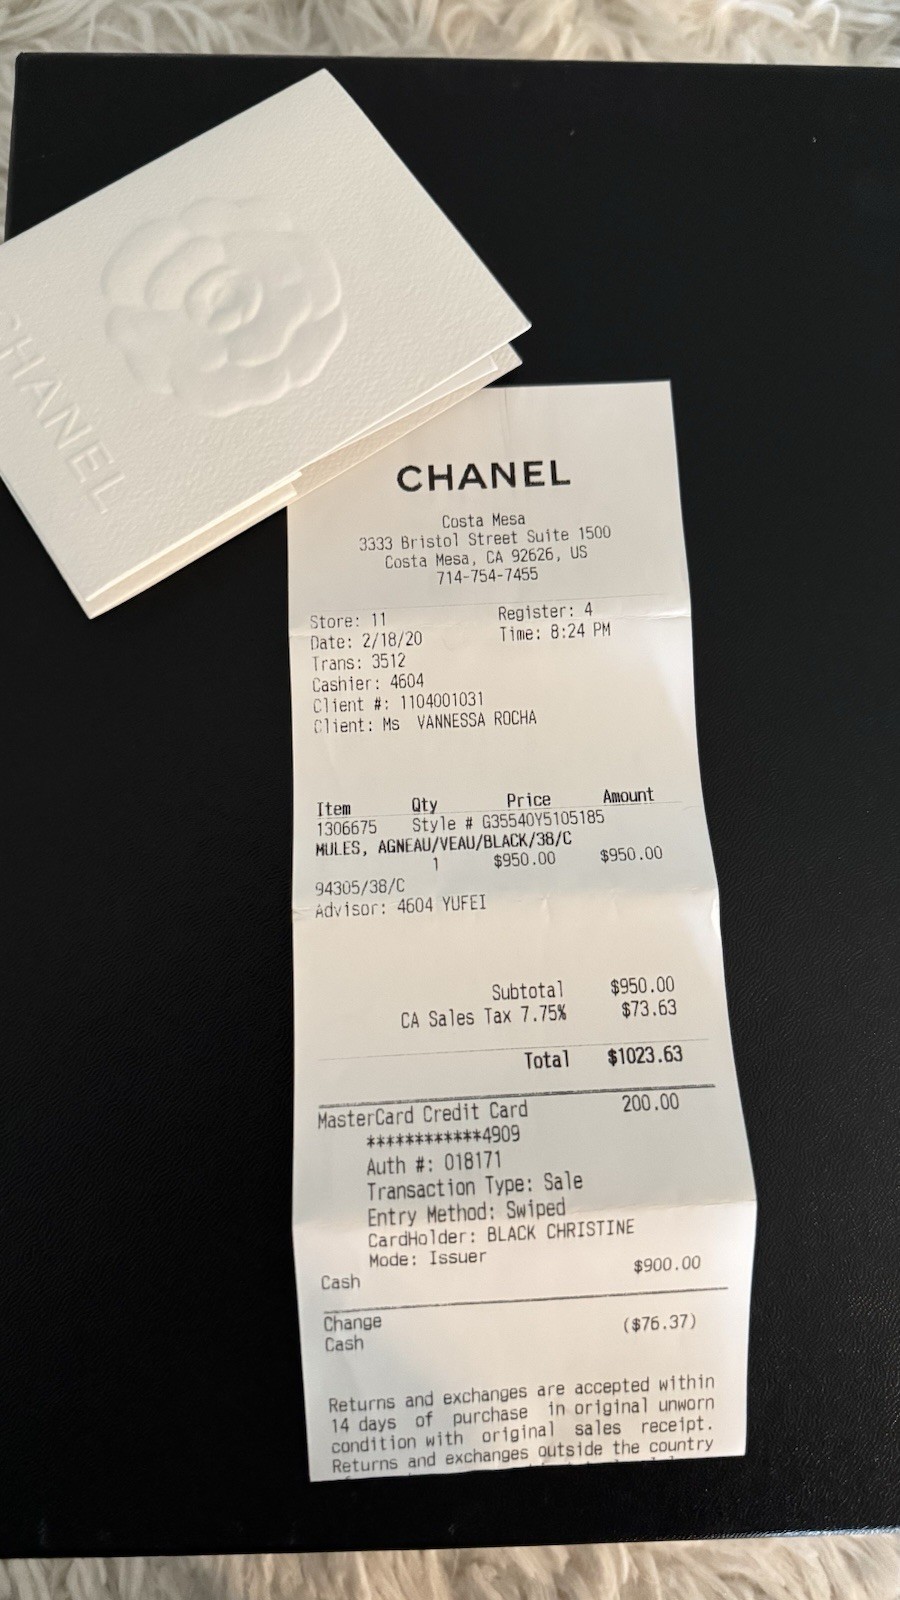 CHANEL
CHANEL
Costa Mesa
3333 Bristol Street Suite 1500
Costa Mesa, CA 92626, US
714-754-7455
Store: 11 Register: 4
Date: 2/18/20 Time: 8:24 PM
Trans: 3512
Cashier: 4604
Client #: 1104001031
Client: Ms VANNESSA ROCHA
Item Qty Price Amount
1306675 Style # G35540Y5105185
MULES, AGNEAU/VEAU/BLACK/38/C
1 $950.00 $950.00
94305/38/C
Advisor: 4604 YUFEI
Subtotal $950.00
CA Sales Tax 7.75% $73.63
Total $1023.63
MasterCard Credit Card 200.00
************4909
Auth #: 018171
Transaction Type: Sale
Entry Method: Swiped
CardHolder: BLACK CHRISTINE
Mode: Issuer
Cash $900.00
Change ($76.37)
Cash
Returns and exchanges are accepted within
14 days of purchase in original unworn
condition with original sales receipt.
Returns and exchanges outside the country